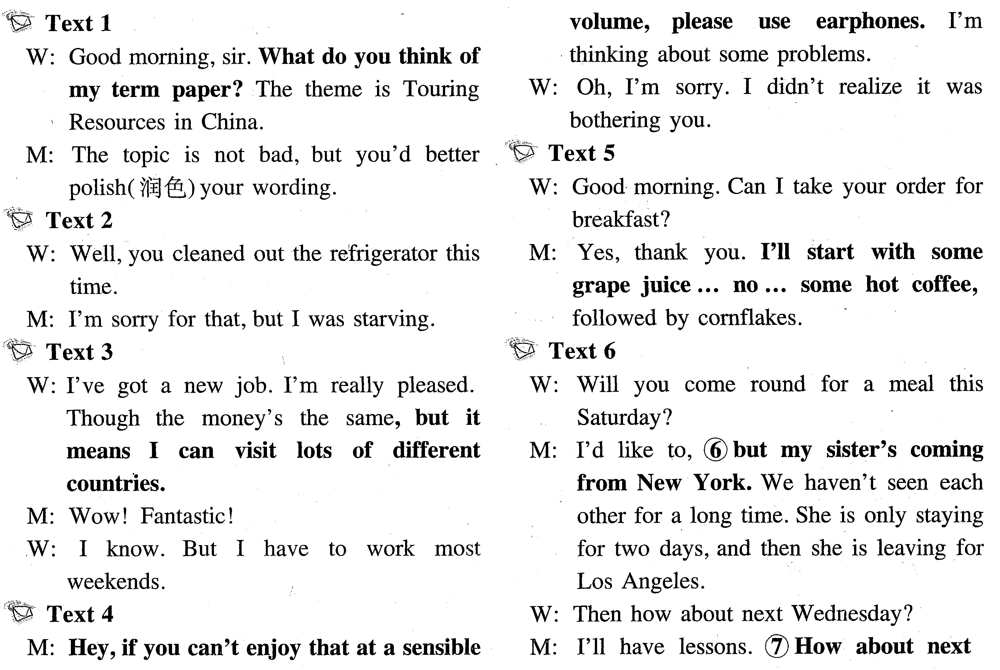 Text 1
W: Good morning, sir. What do you think of
my term paper? The theme is Touring
Resources in China.
M: The topic is not bad, but you'd better
polish(润色)your wording.
Text 2
W: Well, you cleaned out the refrigerator this
time.
M: I'm sorry for that, but I was starving.
Text 3
W: I've got a new job. I'm really pleased.
Though the money's the same, but it
means I can visit lots of different
countries.
M: Wow! Fantastic!
W: I know. But I have to work most
weekends.
Text 4
M: Hey, if you can't enjoy that at a sensible
volume, please use earphones. I'm
thinking about some problems.
W: Oh, I'm sorry. I didn't realize it was
bothering you.
Text 5
W: Good morning. Can I take your order for
breakfast?
M: Yes, thank you. I'll start with some
grape juice... no... some hot coffee,
followed by cornflakes.
Text 6
W: Will you come round for a meal this
Saturday?
M: I'd like to, ⑥ but my sister's coming
from New York. We haven't seen each
other for a long time. She is only staying
for two days, and then she is leaving for
Los Angeles.
W: Then how about next Wednesday?
M: I'll have lessons. ⑦ How about next